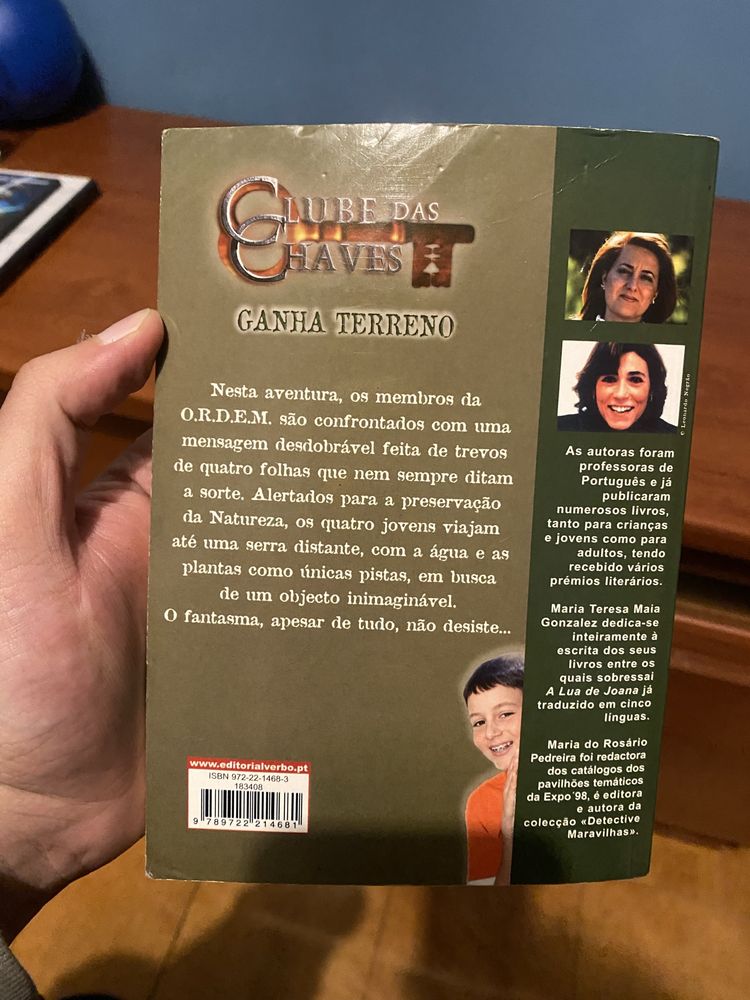 CLUBE DAS
CHAVES
GANHA TERRENO
Nesta aventura, os membros da
O.R.D.E.M. são confrontados com uma
mensagem desdobrável feita de trevos
de quatro folhas que nem sempre ditam
a sorte. Alertados para a preservação
da Natureza, os quatro jovens viajam
até uma serra distante, com a água e as
plantas como únicas pistas, em busca
de um objecto inimaginável.
O fantasma, apesar de tudo, não desiste...
www.editorialverbo.pt
ISBN 972-22-1468-3
183408
9 789722 214681
© Leonardo Negrão
As autoras foram
professoras de
Português e já
publicaram
numerosos livros,
tanto para crianças
e jovens como para
adultos, tendo
recebido vários
prémios literários.
Maria Teresa Maia
Gonzalez dedica-se
inteiramente à
escrita dos seus
livros entre os
quais sobressai
A Lua de Joana já
traduzido em cinco
línguas.
Maria do Rosário
Pedreira foi redactora
dos catálogos dos
pavilhões temáticos
da Expo'98, é editora
e autora da
colecção «Detective
Maravilhas».